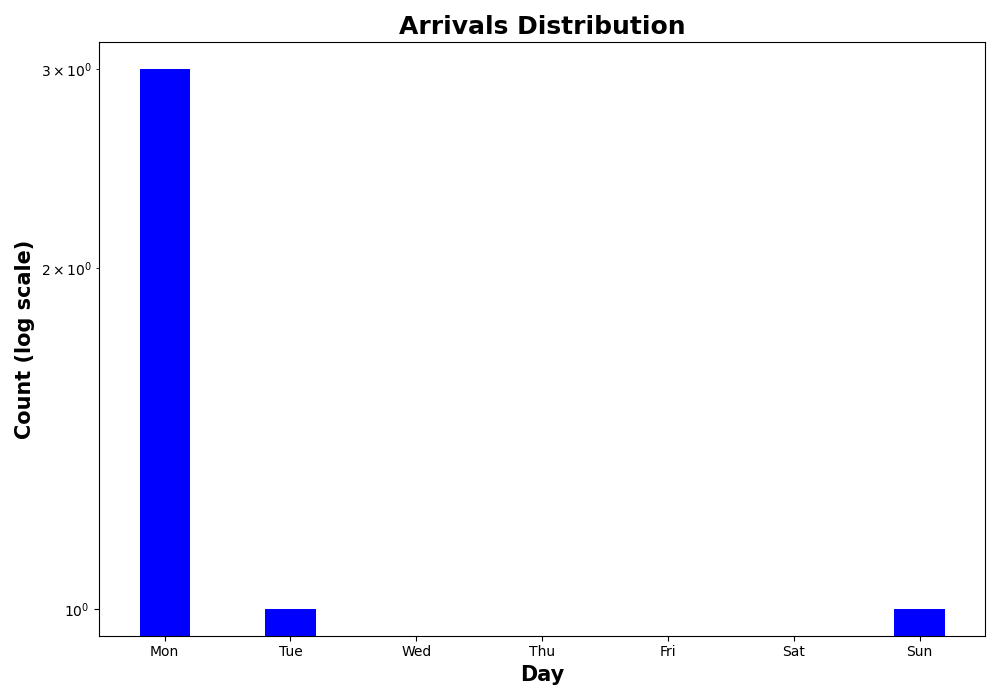 Arrivals Distribution
Count (log scale)
3 × 10⁰
2 × 10⁰
10⁰
Mon Tue Wed Thu Fri Sat Sun
Day